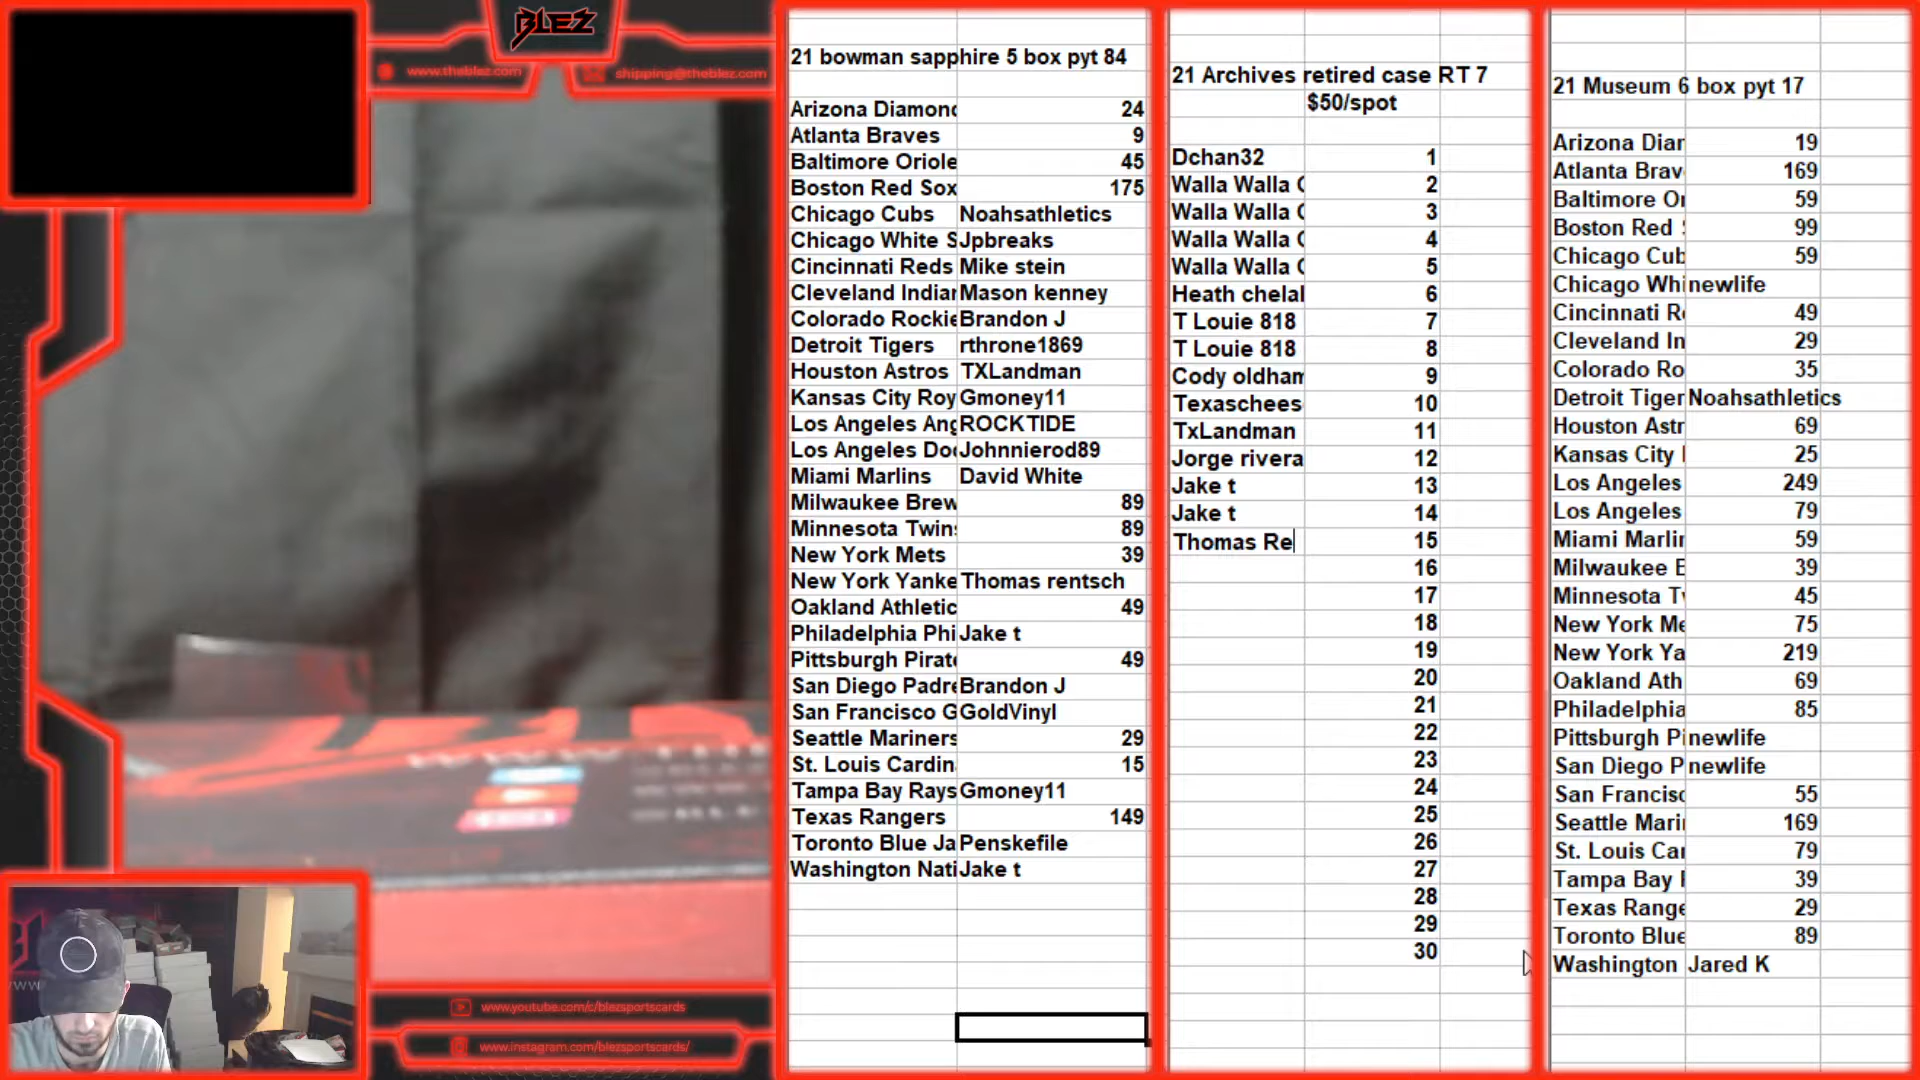 BLEZ
www.theblez.com
shipping@theblez.com
21 bowman sapphire 5 box pyt 84
Arizona Diamond 24
Atlanta Braves 9
Baltimore Oriole 45
Boston Red Sox 175
Chicago Cubs Noahsathletics
Chicago White S Jpbreaks
Cincinnati Reds Mike stein
Cleveland Indian Mason kenney
Colorado Rockie Brandon J
Detroit Tigers rthrone1869
Houston Astros TXLandman
Kansas City Roy Gmoney11
Los Angeles Ang ROCKTIDE
Los Angeles Dod Johnnierod89
Miami Marlins David White
Milwaukee Brew 89
Minnesota Twins 89
New York Mets 39
New York Yanke Thomas rentsch
Oakland Athletic 49
Philadelphia Phi Jake t
Pittsburgh Pirate 49
San Diego Padre Brandon J
San Francisco G GoldVinyl
Seattle Mariners 29
St. Louis Cardin 15
Tampa Bay Rays Gmoney11
Texas Rangers 149
Toronto Blue Ja Penskefile
Washington Nati Jake t
21 Archives retired case RT 7
$50/spot
Dchan32 1
Walla Walla C 2
Walla Walla C 3
Walla Walla C 4
Walla Walla C 5
Heath chelal 6
T Louie 818 7
T Louie 818 8
Cody oldham 9
Texaschees 10
TxLandman 11
Jorge rivera 12
Jake t 13
Jake t 14
Thomas Re 15
16
17
18
19
20
21
22
23
24
25
26
27
28
29
30
21 Museum 6 box pyt 17
Arizona Diam 19
Atlanta Brav 169
Baltimore Or 59
Boston Red S 99
Chicago Cub 59
Chicago Whi newlife
Cincinnati Re 49
Cleveland In 29
Colorado Ro 35
Detroit Tiger Noahsathletics
Houston Astr 69
Kansas City 25
Los Angeles 249
Los Angeles 79
Miami Marlin 59
Milwaukee B 39
Minnesota Tw 45
New York Me 75
New York Ya 219
Oakland Ath 69
Philadelphia 85
Pittsburgh Pi newlife
San Diego P newlife
San Francisc 55
Seattle Marin 169
St. Louis Car 79
Tampa Bay 39
Texas Range 29
Toronto Blue 89
Washington Jared K
www.youtube.com/c/blezsportscards
www.instagram.com/blezsportscards/